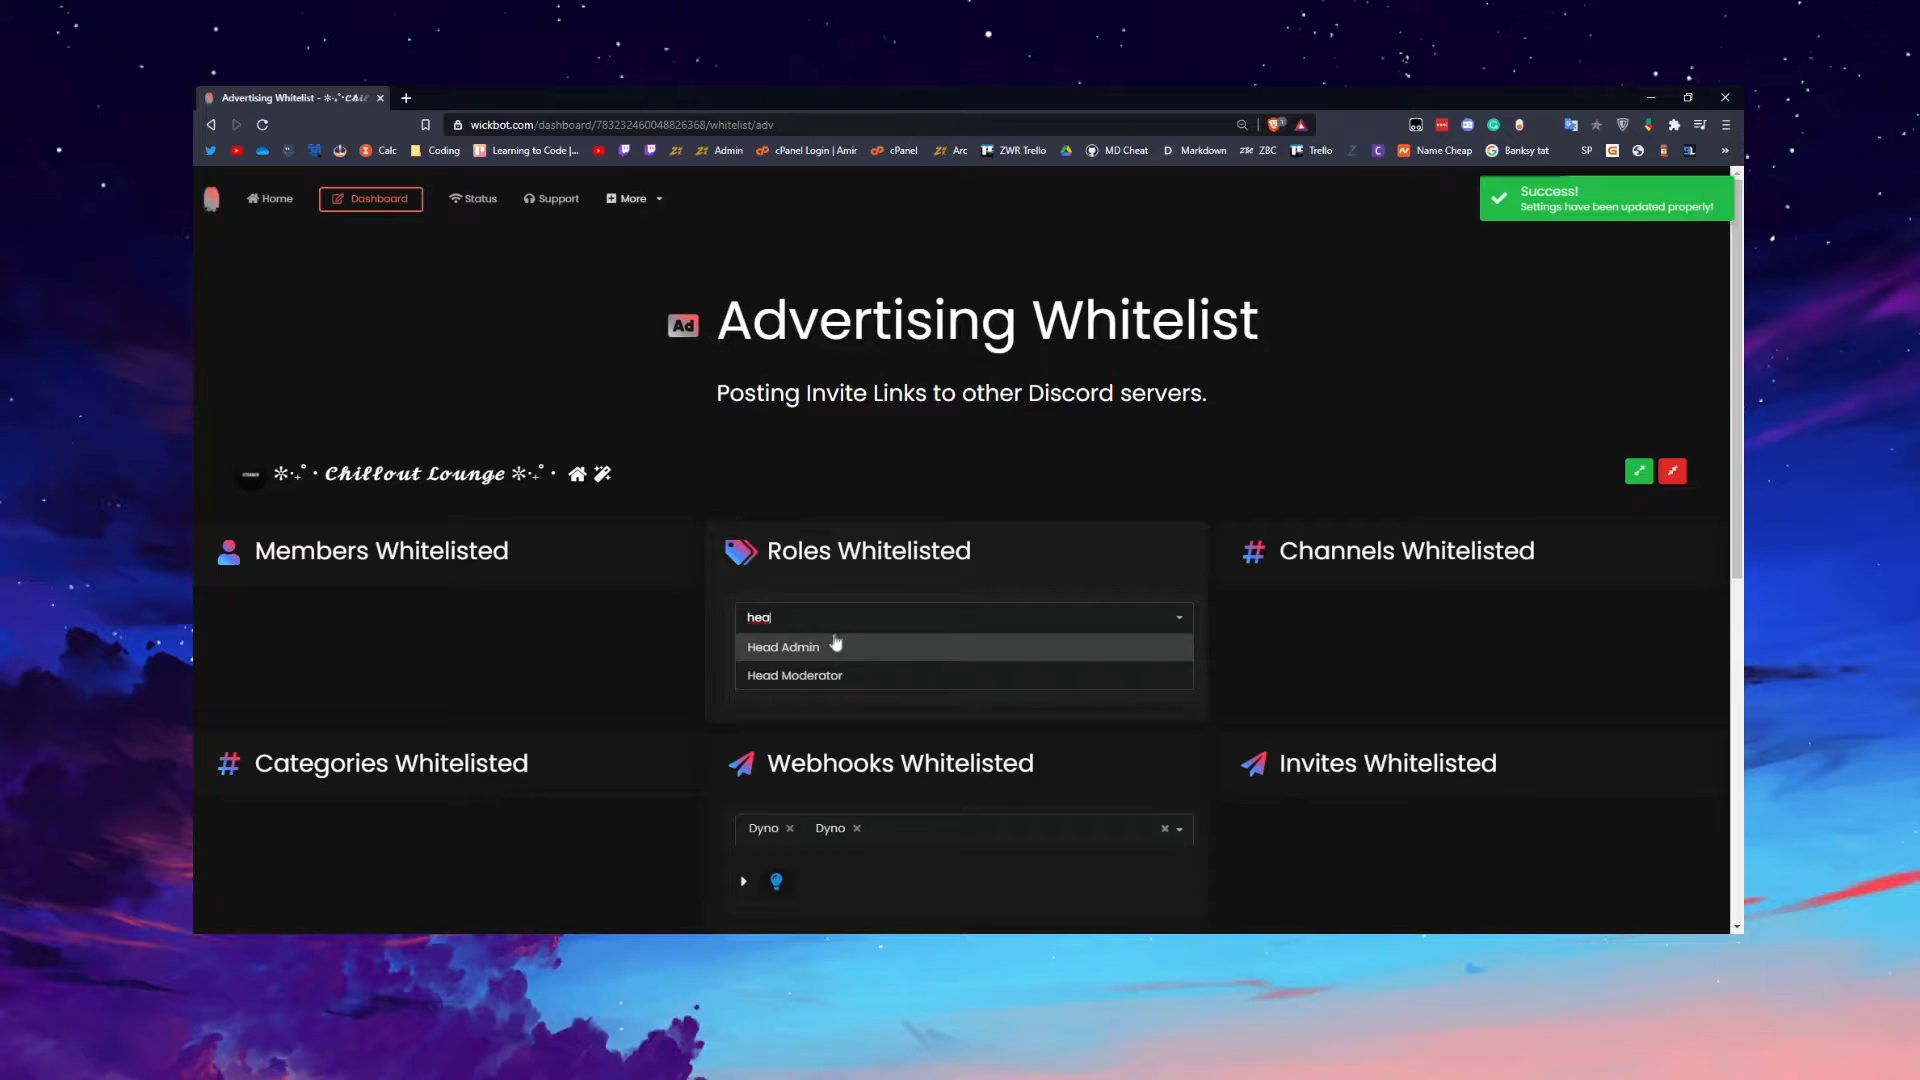 Advertising Whitelist - ✲•₊˚•𝓒𝓱𝓲𝓵
wickbot.com/dashboard/783232460048826368/whitelist/adv
Calc Coding Learning to Code |... Admin cPanel Login | Amir cPanel Arc ZWR Trello MD Cheat Markdown ZBC Trello Name Cheap Banksy tat SP
Home Dashboard Status Support More
Success!
Settings have been updated properly!
Ad Advertising Whitelist
Posting Invite Links to other Discord servers.
✲•₊˚• 𝓒𝓱𝓲𝓵𝓵𝓸𝓾𝓽 𝓛𝓸𝓾𝓷𝓰𝓮 ✲•₊˚•
Members Whitelisted
Roles Whitelisted
Channels Whitelisted
hea
Head Admin
Head Moderator
Categories Whitelisted
Webhooks Whitelisted
Invites Whitelisted
Dyno × Dyno ×